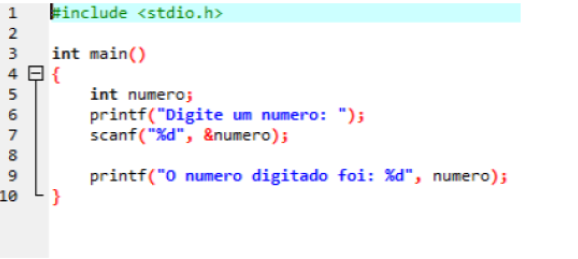 1 #include <stdio.h>
2
3 int main()
4 {
5 int numero;
6 printf("Digite um numero: ");
7 scanf("%d", &numero);
8
9 printf("O numero digitado foi: %d", numero);
10 }